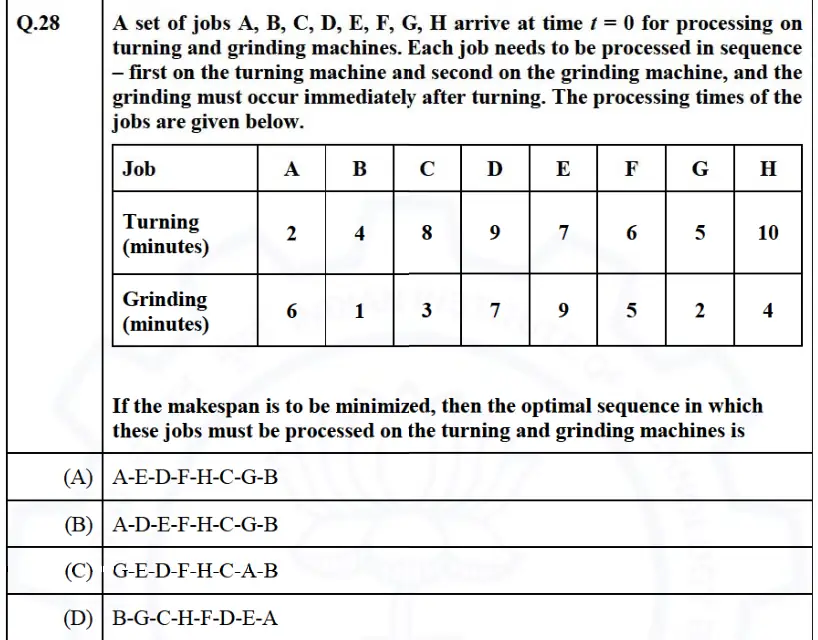 Q.28 A set of jobs A, B, C, D, E, F, G, H arrive at time t = 0 for processing on
turning and grinding machines. Each job needs to be processed in sequence
– first on the turning machine and second on the grinding machine, and the
grinding must occur immediately after turning. The processing times of the
jobs are given below.
Job A B C D E F G H
Turning
(minutes) 2 4 8 9 7 6 5 10
Grinding
(minutes) 6 1 3 7 9 5 2 4
If the makespan is to be minimized, then the optimal sequence in which
these jobs must be processed on the turning and grinding machines is
(A) A-E-D-F-H-C-G-B
(B) A-D-E-F-H-C-G-B
(C) G-E-D-F-H-C-A-B
(D) B-G-C-H-F-D-E-A